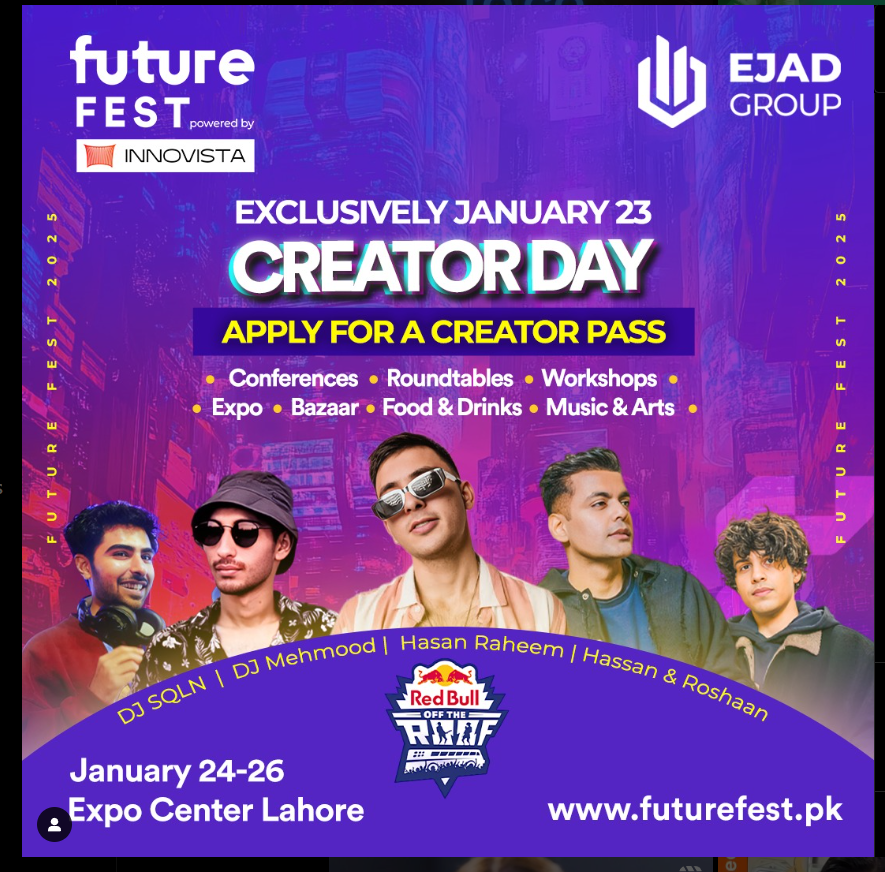 future
FEST powered by
INNOVISTA
EJAD
GROUP
EXCLUSIVELY JANUARY 23
CREATOR DAY
APPLY FOR A CREATOR PASS
• Conferences • Roundtables • Workshops •
• Expo • Bazaar • Food & Drinks • Music & Arts •
FUTURE FEST 2025
FUTURE FEST 2025
DJ SQLN | DJ Mehmood | Hasan Raheem | Hassan & Roshaan
Red Bull
OFF THE
ROOF
January 24-26
Expo Center Lahore
www.futurefest.pk